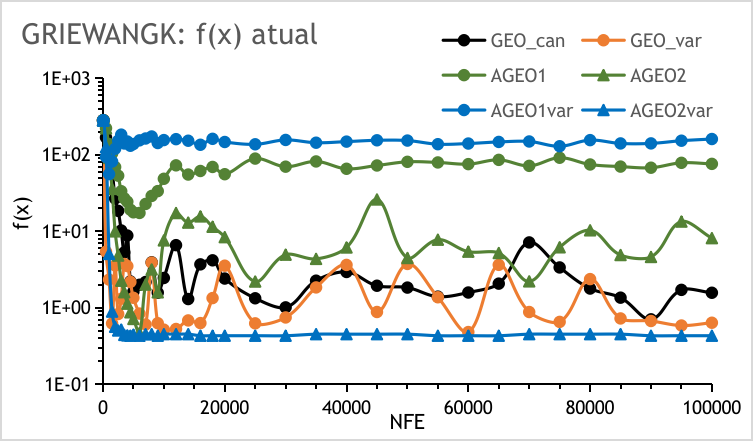 GRIEWANGK: f(x) atual
GEO_can GEO_var
AGEO1 AGEO2
AGEO1var AGEO2var
1E+03
1E+02
1E+01
1E+00
1E-01
f(x)
0 20000 40000 60000 80000 100000
NFE